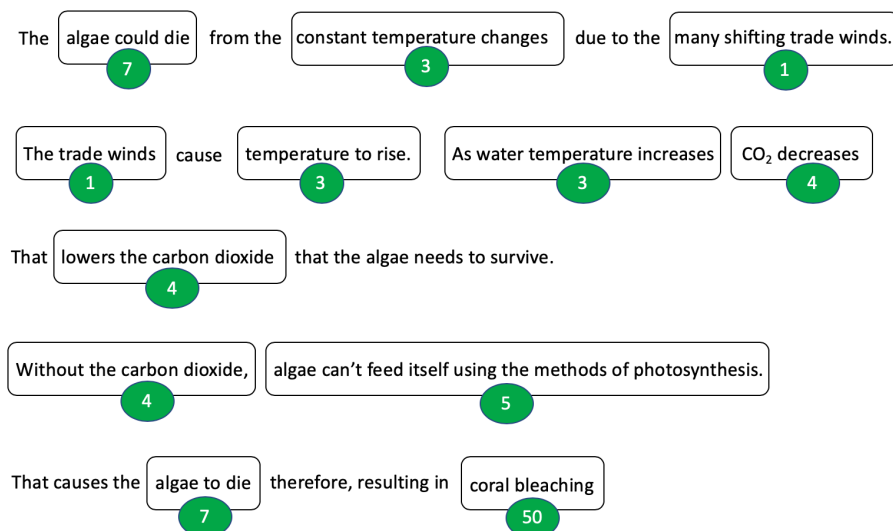 The algae could die from the constant temperature changes due to the many shifting trade winds.
7 3 1
The trade winds cause temperature to rise. As water temperature increases CO₂ decreases
1 3 3 4
That lowers the carbon dioxide that the algae needs to survive.
4
Without the carbon dioxide, algae can’t feed itself using the methods of photosynthesis.
4 5
That causes the algae to die therefore, resulting in coral bleaching
7 50